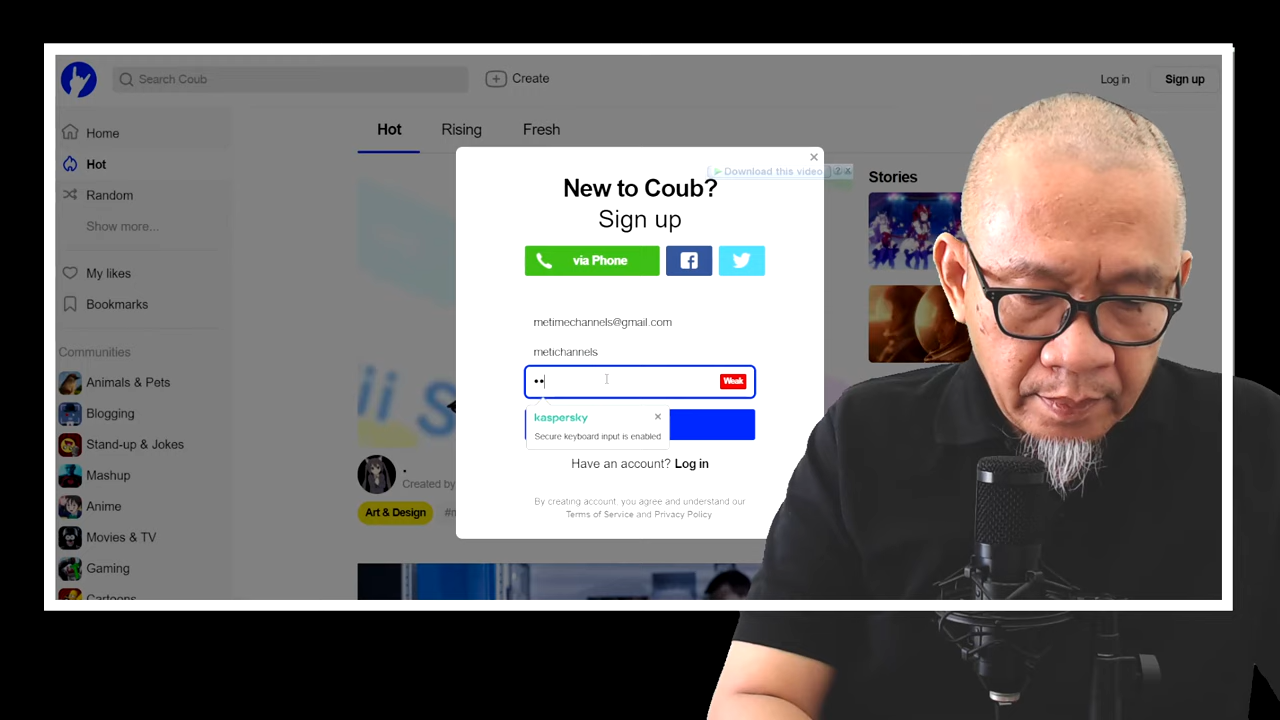 Search Coub
Create
Log in
Sign up
Home
Hot
Random
Show more...
My likes
Bookmarks
Communities
Animals & Pets
Blogging
Stand-up & Jokes
Mashup
Anime
Movies & TV
Gaming
Cartoons
Hot
Rising
Fresh
Download this video
Stories
New to Coub?
Sign up
via Phone
metimechannels@gmail.com
metichannels
••
Weak
kaspersky
Secure keyboard input is enabled
Have an account? Log in
By creating account, you agree and understand our
Terms of Service and Privacy Policy
Created by
Art & Design